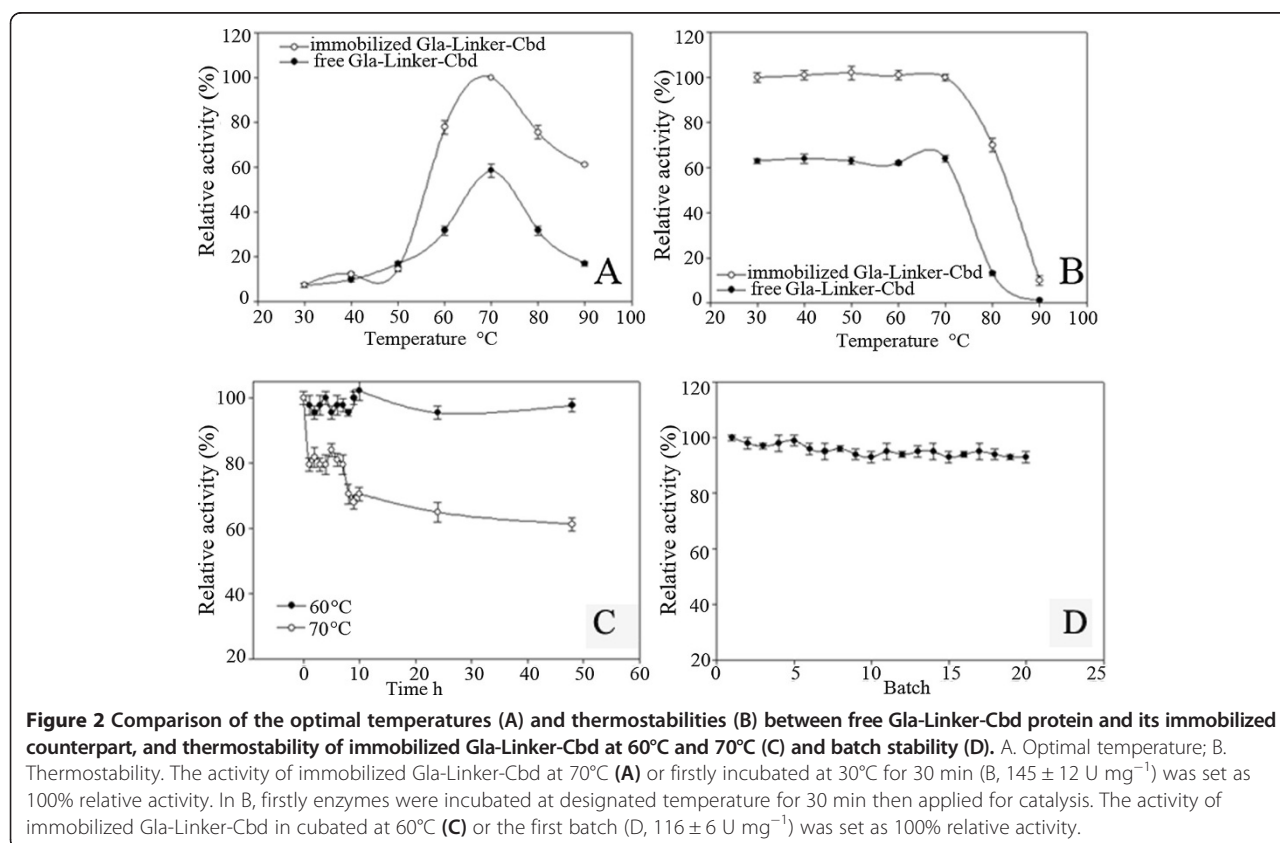 120
100
80
60
40
20
0
Relative activity (%)
immobilized Gla-Linker-Cbd
free Gla-Linker-Cbd
A
20 30 40 50 60 70 80 90 100
Temperature °C
120
100
80
60
40
20
0
Relative activity (%)
immobilized Gla-Linker-Cbd
free Gla-Linker-Cbd
B
20 30 40 50 60 70 80 90 100
Temperature °C
100
80
60
40
20
Relative activity (%)
60°C
70°C
C
0 10 20 30 40 50 60
Time h
120
100
80
60
40
20
Relative activity (%)
D
5 10 15 20 25
Batch
Figure 2 Comparison of the optimal temperatures (A) and thermostabilities (B) between free Gla-Linker-Cbd protein and its immobilized
counterpart, and thermostability of immobilized Gla-Linker-Cbd at 60°C and 70°C (C) and batch stability (D). A. Optimal temperature; B.
Thermostability. The activity of immobilized Gla-Linker-Cbd at 70°C (A) or firstly incubated at 30°C for 30 min (B, 145 ± 12 U mg⁻¹) was set as
100% relative activity. In B, firstly enzymes were incubated at designated temperature for 30 min then applied for catalysis. The activity of
immobilized Gla-Linker-Cbd in cubated at 60°C (C) or the first batch (D, 116 ± 6 U mg⁻¹) was set as 100% relative activity.